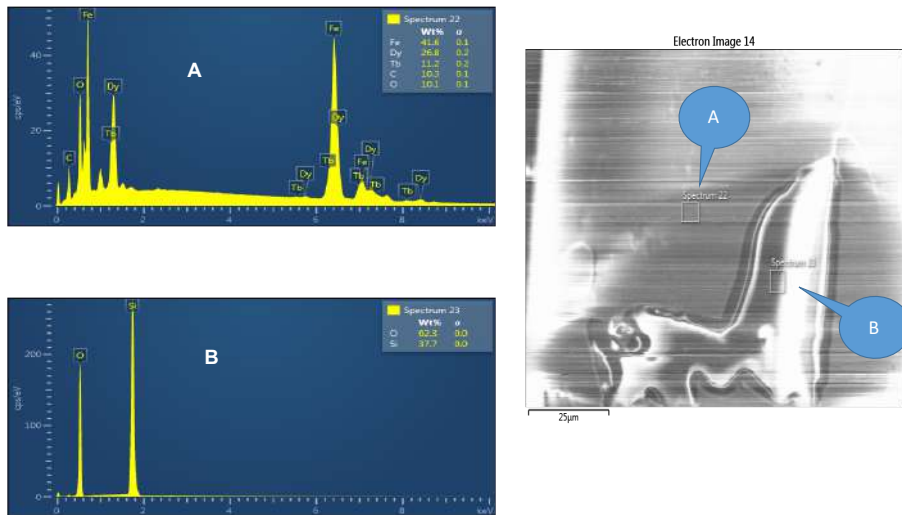 Spectrum 22
Wt% σ
Fe 41.6 0.1
Dy 26.8 0.2
Tb 11.2 0.2
C 10.3 0.1
O 10.1 0.1
A
Fe
O
C
Dy
Tb
Fe
Dy
Tb
Dy
Tb
Dy
Fe
Tb
Tb
Dy
Tb
cps/eV
40
20
0
0 2 4 6 8 keV
Spectrum 23
Wt% σ
O 62.3 0.0
Si 37.7 0.0
B
Si
O
cps/eV
200
100
0
0 2 4 6 8 keV
Electron Image 14
A
Spectrum 22
Spectrum 23
B
25μm